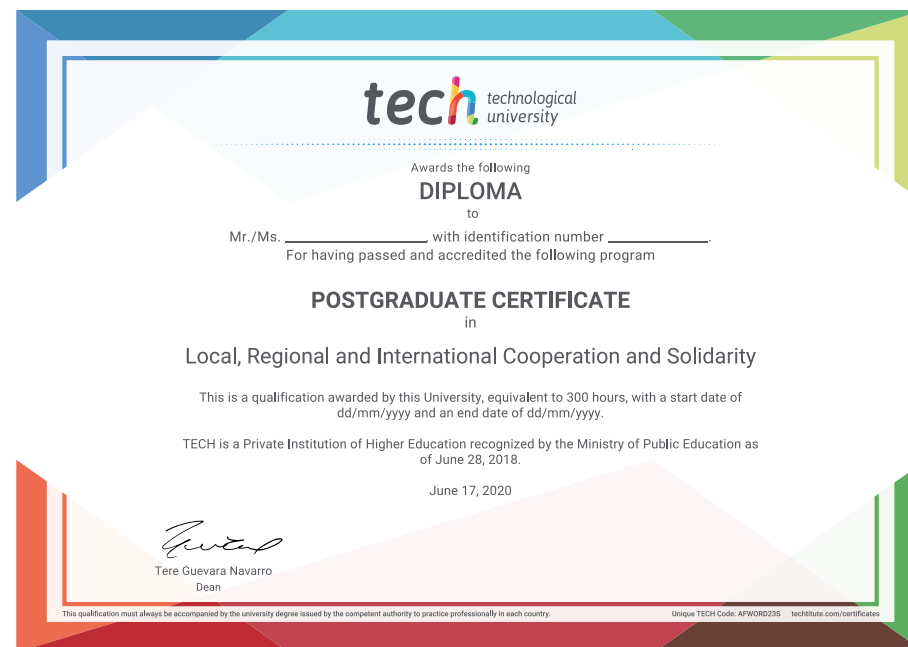 tech technological
university
Awards the following
DIPLOMA
to
Mr./Ms. ________________, with identification number ____________.
For having passed and accredited the following program
POSTGRADUATE CERTIFICATE
in
Local, Regional and International Cooperation and Solidarity
This is a qualification awarded by this University, equivalent to 300 hours, with a start date of
dd/mm/yyyy and an end date of dd/mm/yyyy.
TECH is a Private Institution of Higher Education recognized by the Ministry of Public Education as
of June 28, 2018.
June 17, 2020
Tere Guevara Navarro
Dean
This qualification must always be accompanied by the university degree issued by the competent authority to practice professionally in each country. Unique TECH Code: AFWORD23S techtitute.com/certificates